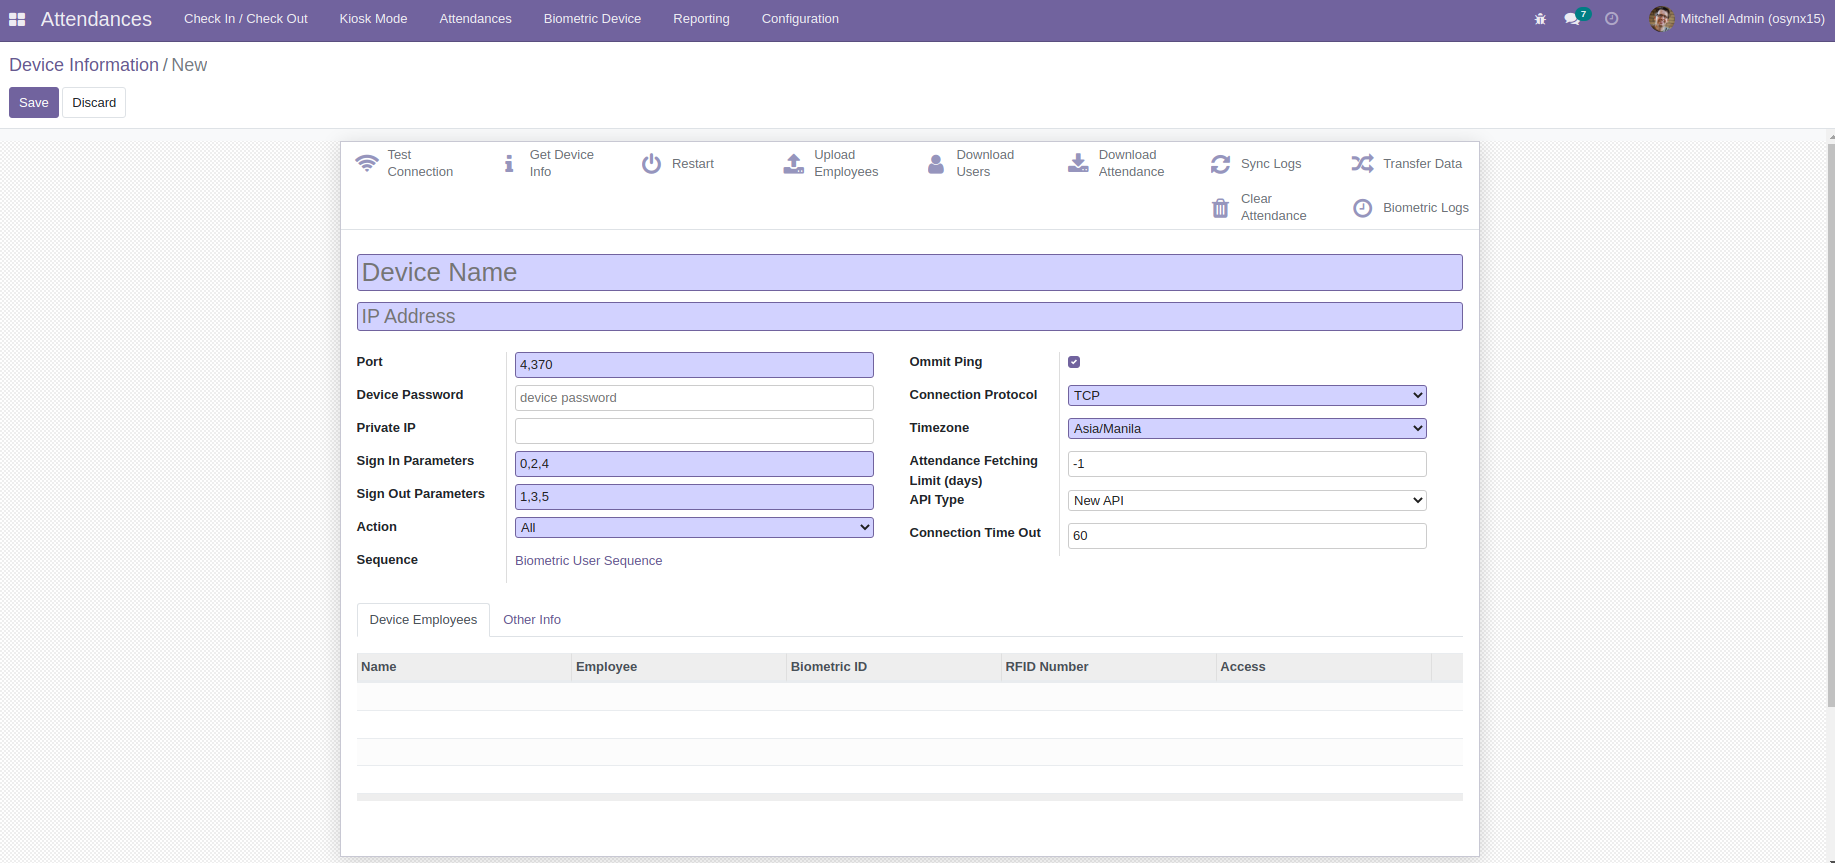 Attendances Check In / Check Out Kiosk Mode Attendances Biometric Device Reporting Configuration 7 Mitchell Admin (osynx15)
Device Information / New
Save Discard
Test Connection
Get Device Info
Restart
Upload Employees
Download Users
Download Attendance
Sync Logs
Transfer Data
Clear Attendance
Biometric Logs
Device Name
IP Address
Port 4,370
Device Password device password
Private IP
Sign In Parameters 0,2,4
Sign Out Parameters 1,3,5
Action All
Sequence Biometric User Sequence
Ommit Ping
Connection Protocol TCP
Timezone Asia/Manila
Attendance Fetching Limit (days) -1
API Type New API
Connection Time Out 60
Device Employees Other Info
Name Employee Biometric ID RFID Number Access